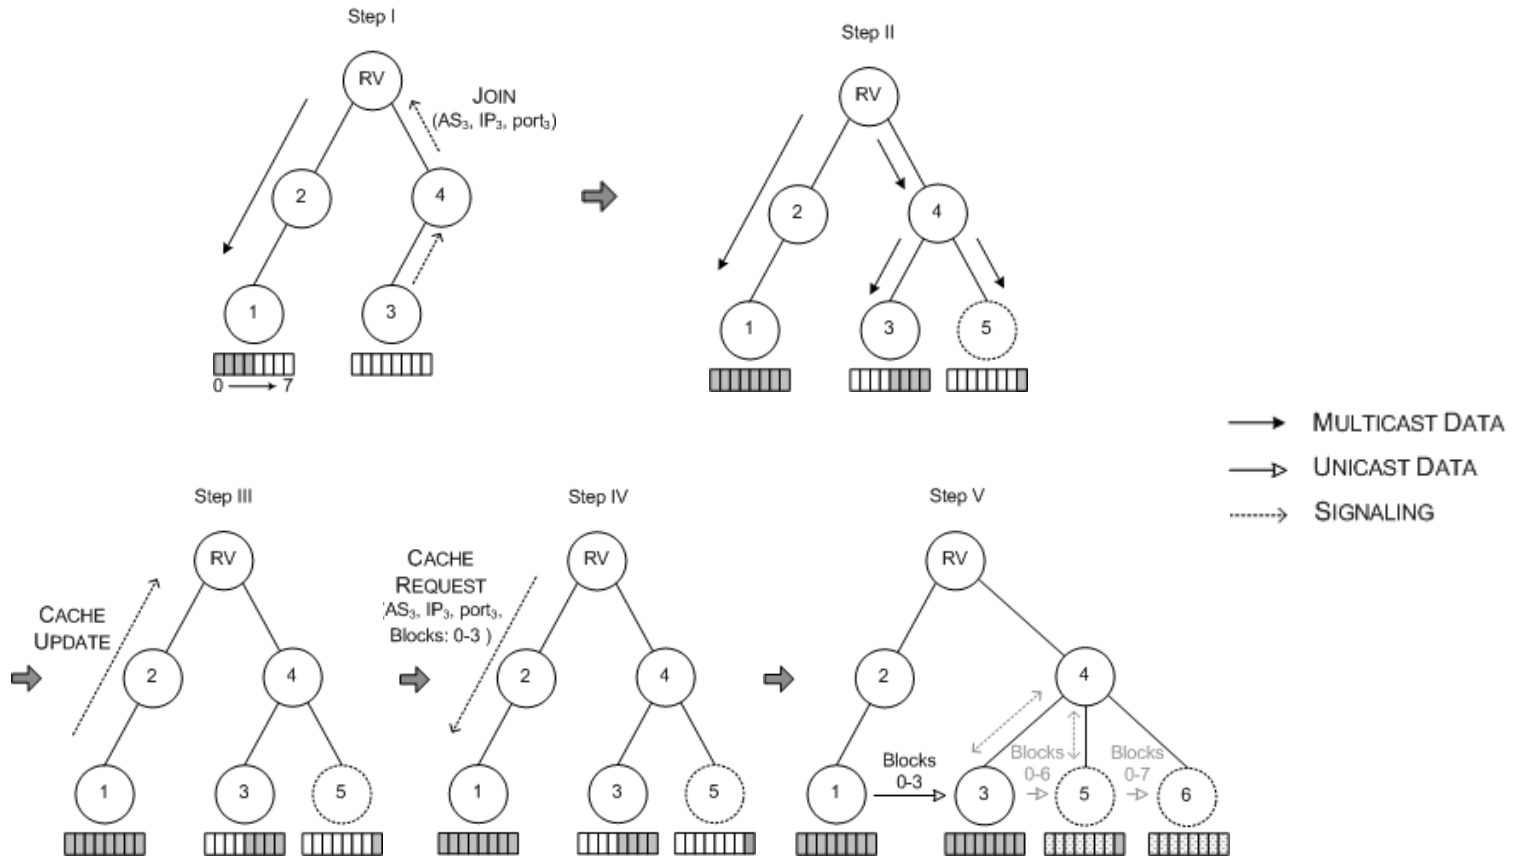 Step I
RV
JOIN
(AS3, IP3, port3)
2
4
1
3
0 7
Step II
RV
2
4
1
3
5
MULTICAST DATA
UNICAST DATA
SIGNALING
Step III
RV
CACHE
UPDATE
2
4
1
3
5
Step IV
CACHE
REQUEST
(AS3, IP3, port3,
Blocks: 0-3 )
RV
2
4
1
3
5
Step V
RV
2
4
Blocks
0-3
Blocks
0-6
Blocks
0-7
1
3
5
6